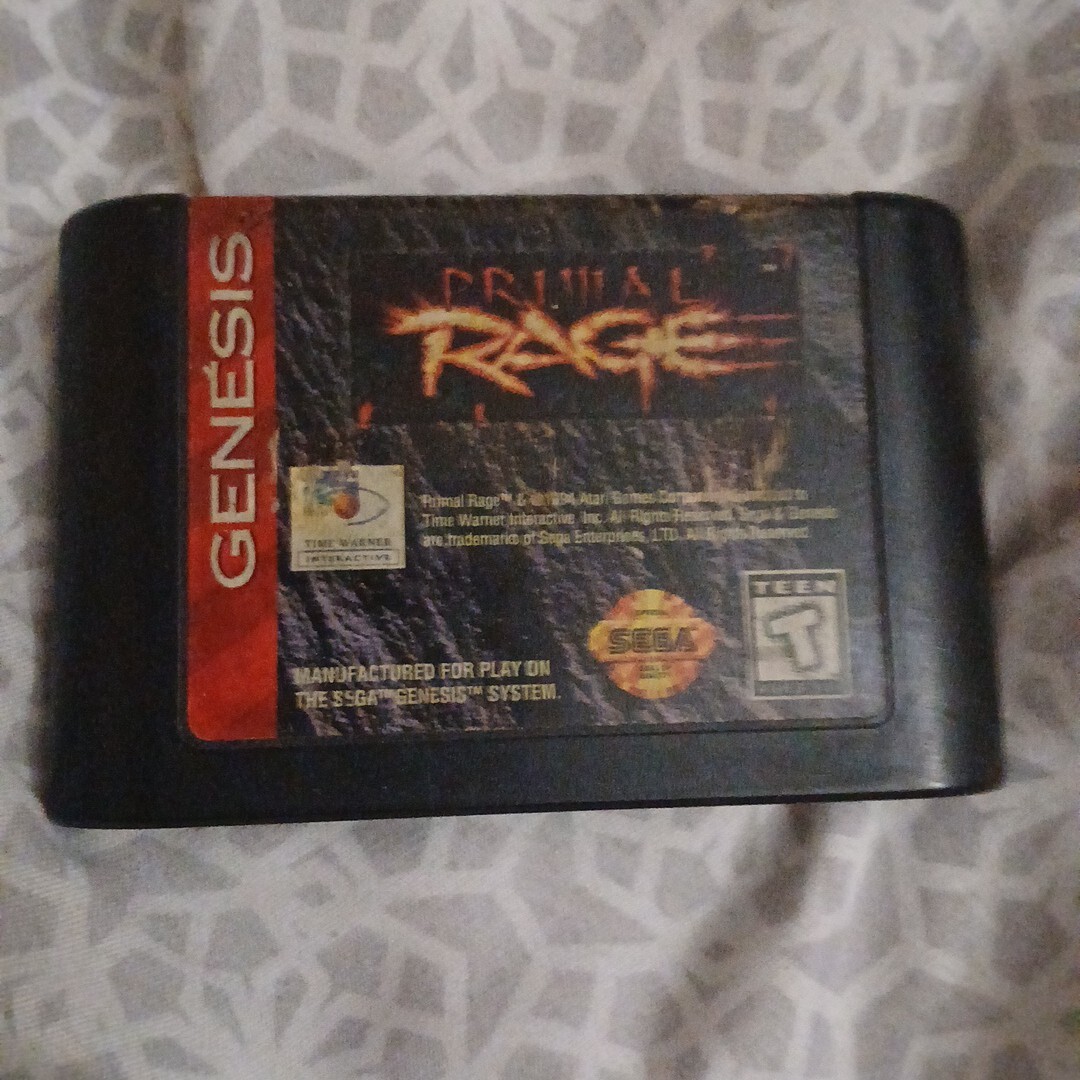 GENESIS
PRIMAL
RAGE
TIME WARNER
INTERACTIVE
Primal Rage™ & ©1994 Atari Games to
Time Warner Interactive, Inc. All Rights Sega & Genesis
are trademarks of Sega Enterprises, LTD. All Rights Reserved.
SEGA
TEEN
T
MANUFACTURED FOR PLAY ON
THE SEGA™ GENESIS™ SYSTEM.